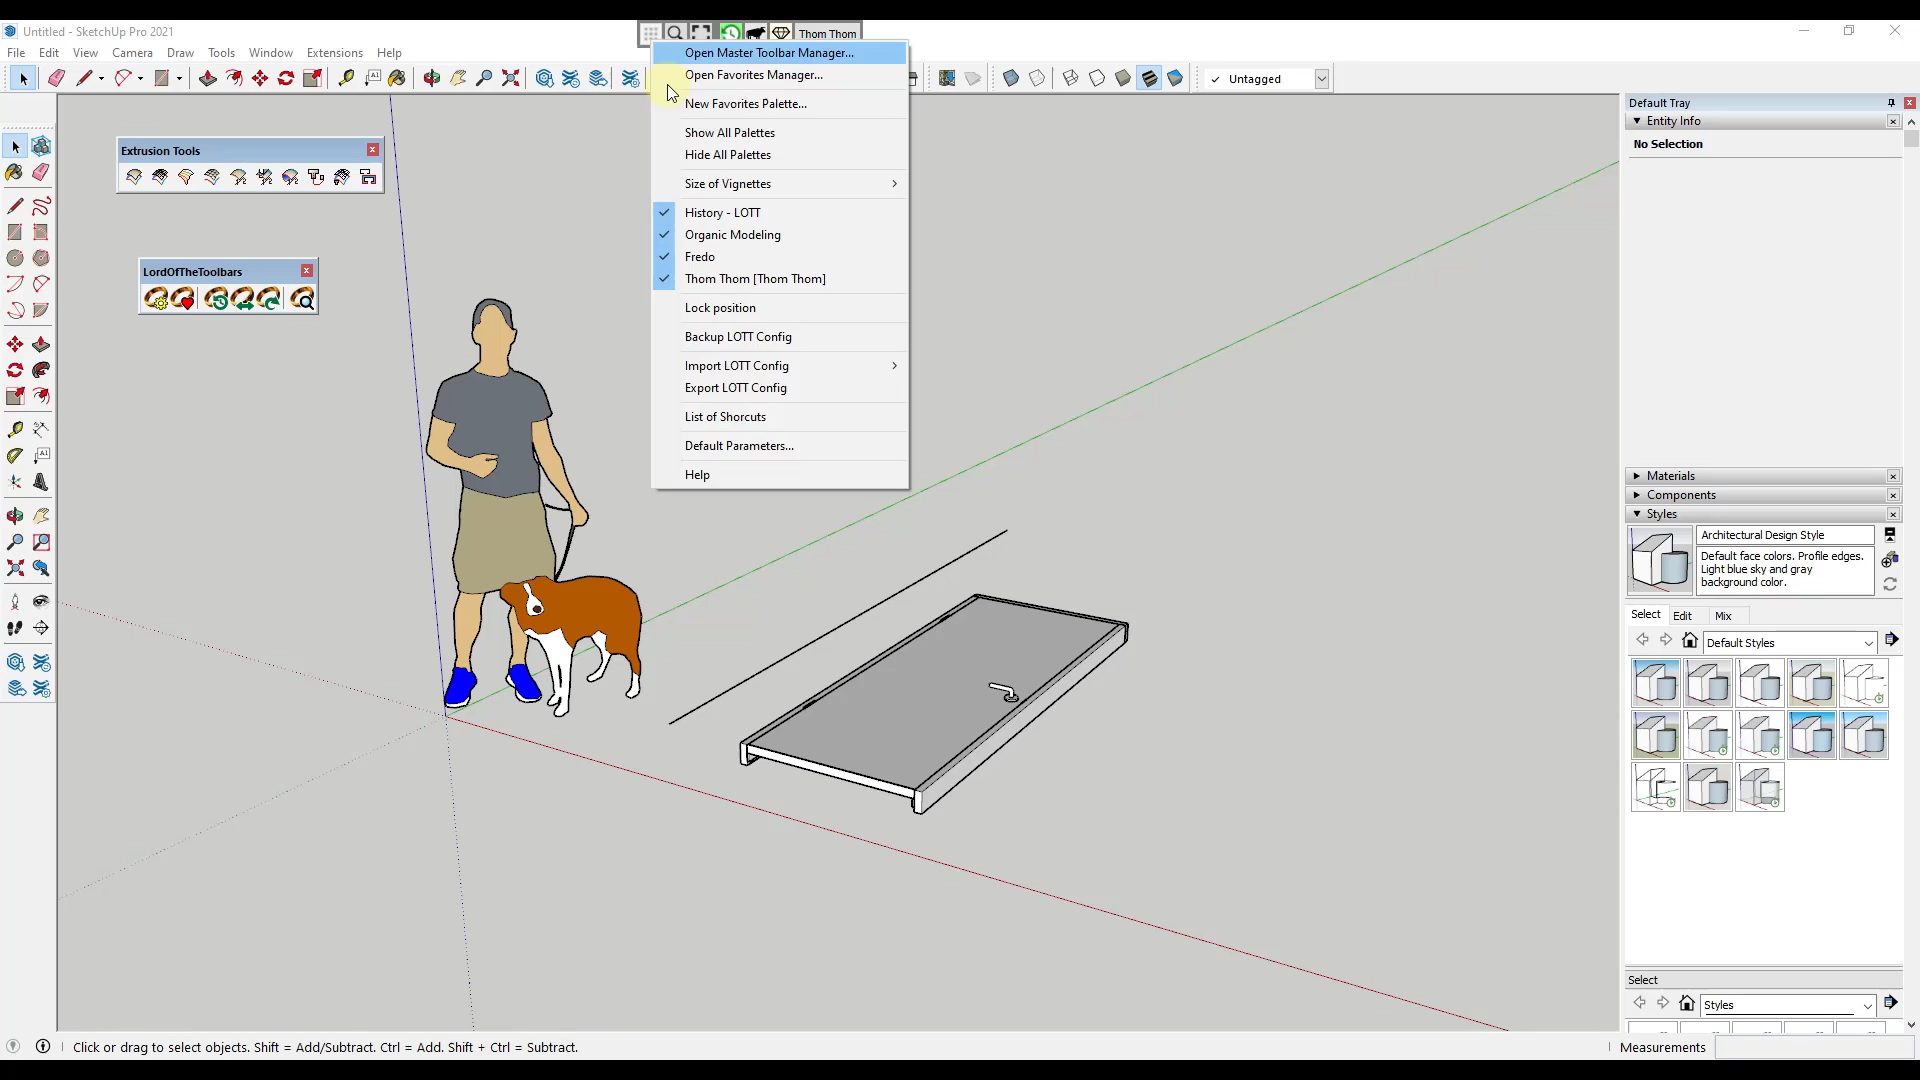 Untitled - SketchUp Pro 2021
File Edit View Camera Draw Tools Window Extensions Help
Thom Thom
Open Master Toolbar Manager...
Open Favorites Manager...
New Favorites Palette...
Show All Palettes
Hide All Palettes
Size of Vignettes
History - LOTT
Organic Modeling
Fredo
Thom Thom [Thom Thom]
Lock position
Backup LOTT Config
Import LOTT Config
Export LOTT Config
List of Shorcuts
Default Parameters...
Help
Untagged
Extrusion Tools
LordOfTheToolbars
Default Tray
Entity Info
No Selection
Materials
Components
Styles
Architectural Design Style
Default face colors. Profile edges.
Light blue sky and gray
background color.
Select Edit Mix
Default Styles
Select
Styles
Click or drag to select objects. Shift = Add/Subtract. Ctrl = Add. Shift + Ctrl = Subtract.
Measurements